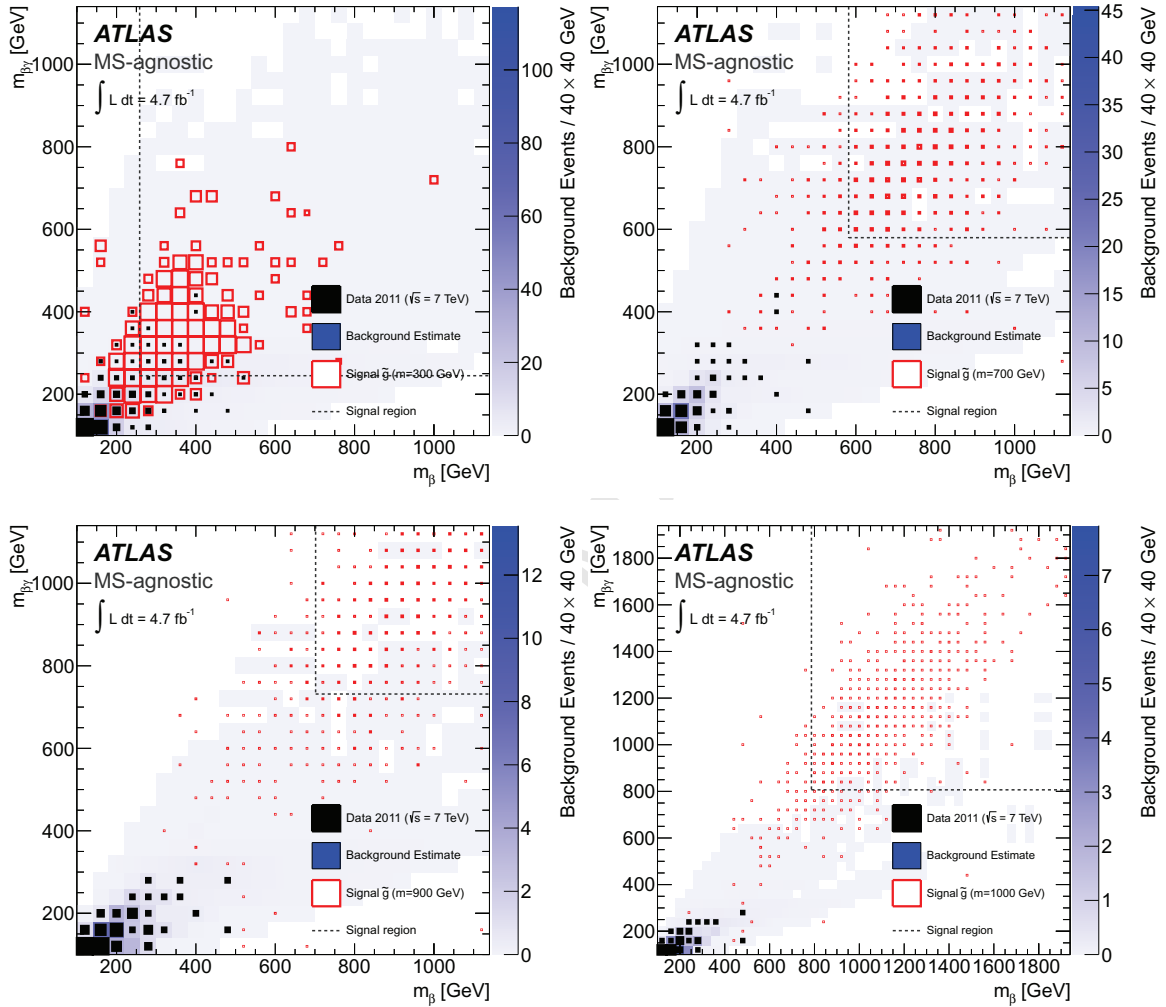 ATLAS
MS-agnostic
∫ L dt = 4.7 fb⁻¹
Data 2011 (√s = 7 TeV)
Background Estimate
Signal g̃ (m=300 GeV)
Signal region
m_βγ [GeV]
1000
800
600
400
200
200 400 600 800 1000
m_β [GeV]
100
80
60
40
20
0
Background Events / 40 × 40 GeV
ATLAS
MS-agnostic
∫ L dt = 4.7 fb⁻¹
Data 2011 (√s = 7 TeV)
Background Estimate
Signal g̃ (m=700 GeV)
Signal region
m_βγ [GeV]
1000
800
600
400
200
200 400 600 800 1000
m_β [GeV]
45
40
35
30
25
20
15
10
5
0
Background Events / 40 × 40 GeV
ATLAS
MS-agnostic
∫ L dt = 4.7 fb⁻¹
Data 2011 (√s = 7 TeV)
Background Estimate
Signal g̃ (m=900 GeV)
Signal region
m_βγ [GeV]
1000
800
600
400
200
200 400 600 800 1000
m_β [GeV]
12
10
8
6
4
2
0
Background Events / 40 × 40 GeV
ATLAS
MS-agnostic
∫ L dt = 4.7 fb⁻¹
Data 2011 (√s = 7 TeV)
Background Estimate
Signal g̃ (m=1000 GeV)
Signal region
m_βγ [GeV]
1800
1600
1400
1200
1000
800
600
400
200
200 400 600 800 1000 1200 1400 1600 1800
m_β [GeV]
7
6
5
4
3
2
1
0
Background Events / 40 × 40 GeV